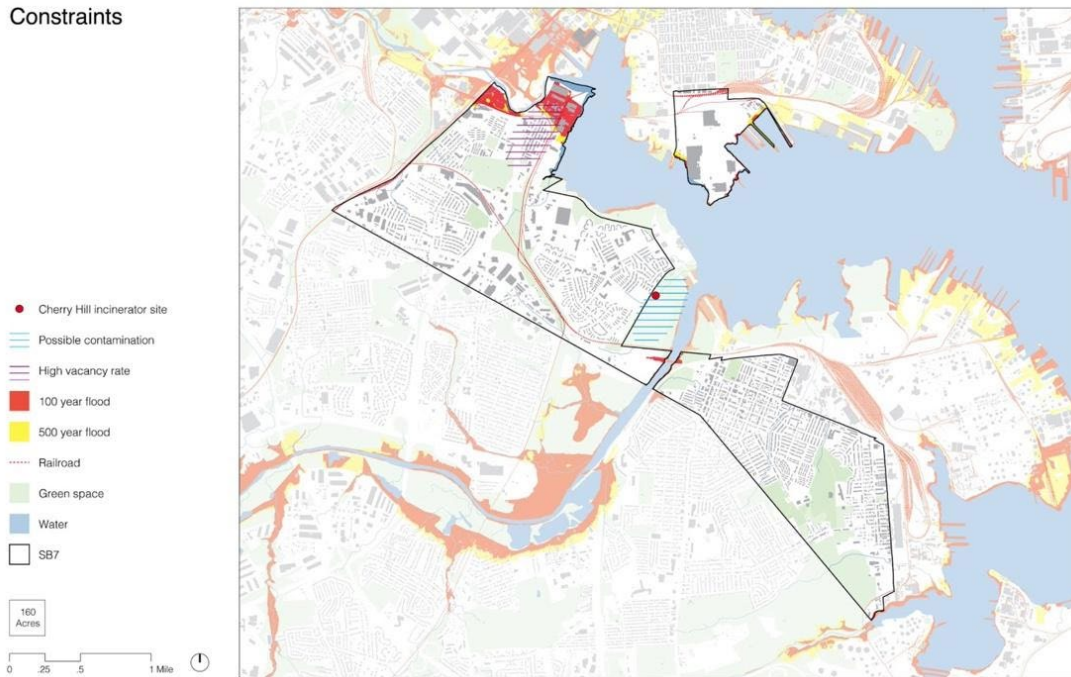 Constraints
Cherry Hill incinerator site
Possible contamination
High vacancy rate
100 year flood
500 year flood
Railroad
Green space
Water
SB7
160
Acres
0 .25 .5 1 Mile